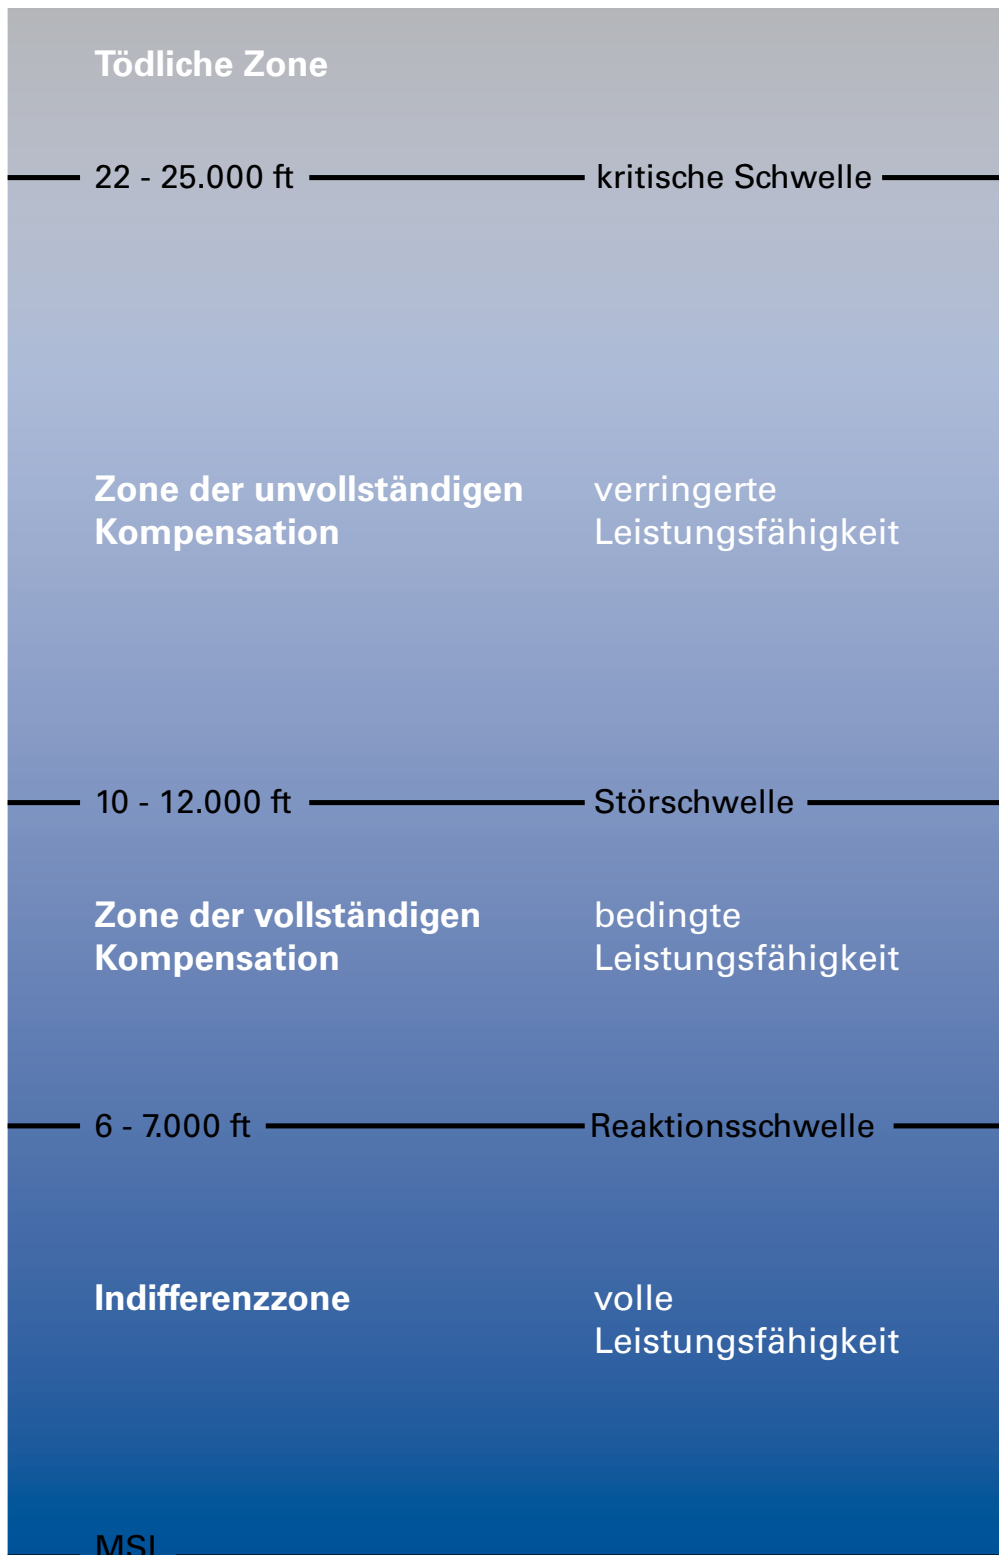 Tödliche Zone
22 - 25.000 ft kritische Schwelle
Zone der unvollständigen verringerte
Kompensation Leistungsfähigkeit
10 - 12.000 ft Störschwelle
Zone der vollständigen bedingte
Kompensation Leistungsfähigkeit
6 - 7.000 ft Reaktionsschwelle
Indifferenzzone volle
Leistungsfähigkeit
MSL